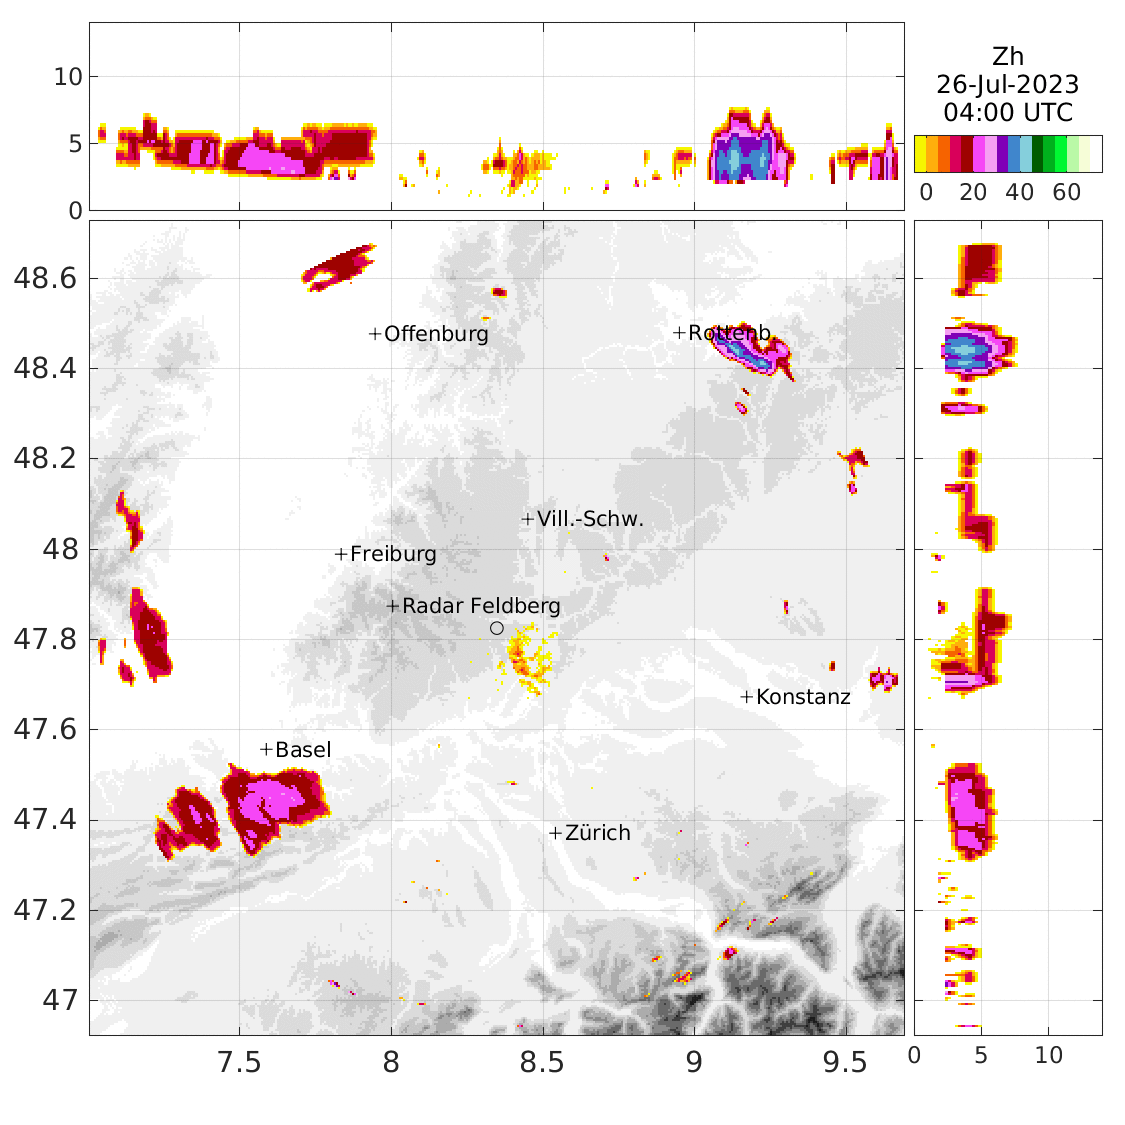 10
5
0
Zh
26-Jul-2023
04:00 UTC
0 20 40 60
48.6
48.4
48.2
48
47.8
47.6
47.4
47.2
47
+Offenburg
+Rottenb.
+Vill.-Schw.
+Freiburg
+Radar Feldberg
+Konstanz
+Basel
+Zürich
7.5 8 8.5 9 9.5
0 5 10